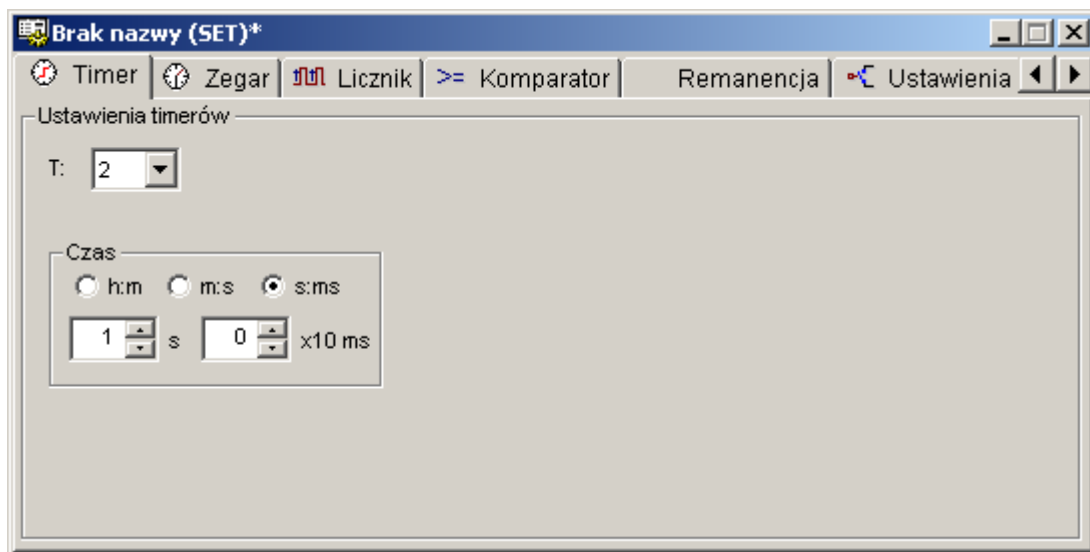 Brak nazwy (SET)*
Timer Zegar Licznik >= Komparator Remanencja Ustawienia
Ustawienia timerów
T: 2
Czas
h:m m:s s:ms
1 s 0 x10 ms